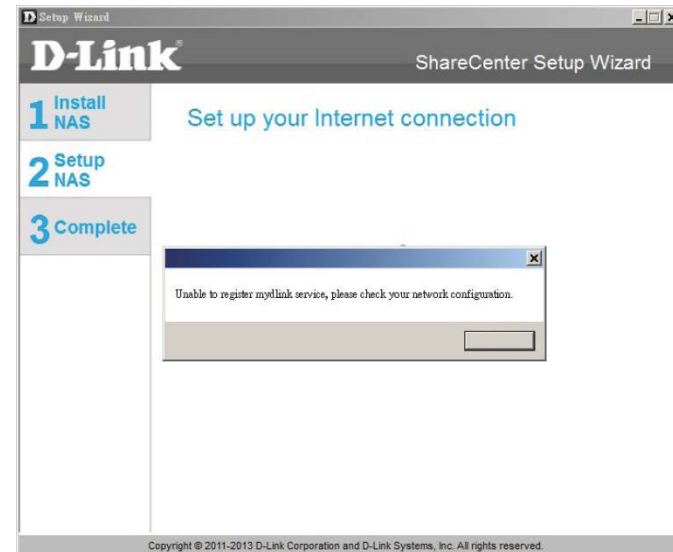 Setup Wizard
D-Link®
ShareCenter Setup Wizard
1 Install
NAS
2 Setup
NAS
3 Complete
Set up your Internet connection
Unable to register mydlink service, please check your network configuration.
Copyright © 2011-2013 D-Link Corporation and D-Link Systems, Inc. All rights reserved.